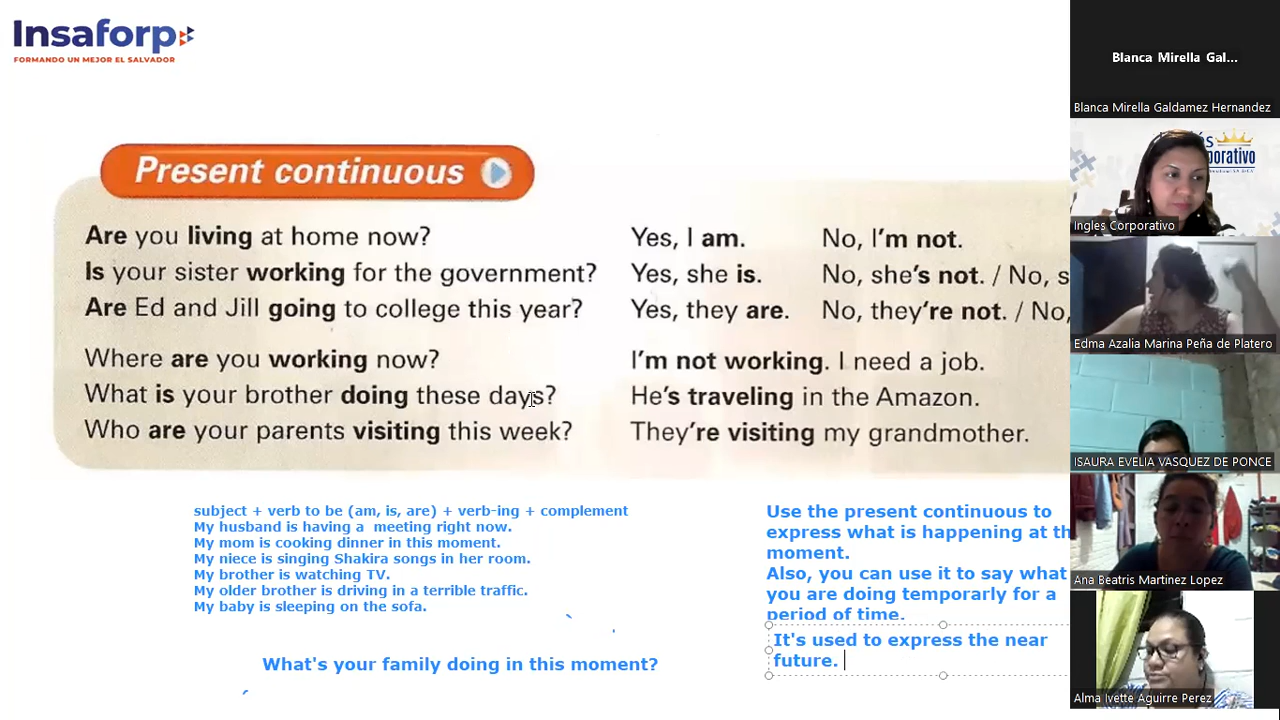 Insaforp
FORMANDO UN MEJOR EL SALVADOR
Present continuous
Are you living at home now? Yes, I am. No, I'm not.
Is your sister working for the government? Yes, she is. No, she's not. / No, s
Are Ed and Jill going to college this year? Yes, they are. No, they're not. / No,
Where are you working now? I'm not working. I need a job.
What is your brother doing these days? He's traveling in the Amazon.
Who are your parents visiting this week? They're visiting my grandmother.
subject + verb to be (am, is, are) + verb-ing + complement
My husband is having a meeting right now.
My mom is cooking dinner in this moment.
My niece is singing Shakira songs in her room.
My brother is watching TV.
My older brother is driving in a terrible traffic.
My baby is sleeping on the sofa.
What's your family doing in this moment?
Use the present continuous to
express what is happening at th
moment.
Also, you can use it to say what
you are doing temporarly for a
period of time.
It's used to express the near
future.
Blanca Mirella Gal...
Blanca Mirella Galdamez Hernandez
Ingles Corporativo
Edma Azalia Marina Peña de Platero
ISAURA EVELIA VASQUEZ DE PONCE
Ana Beatris Martinez Lopez
Alma Ivette Aguirre Perez